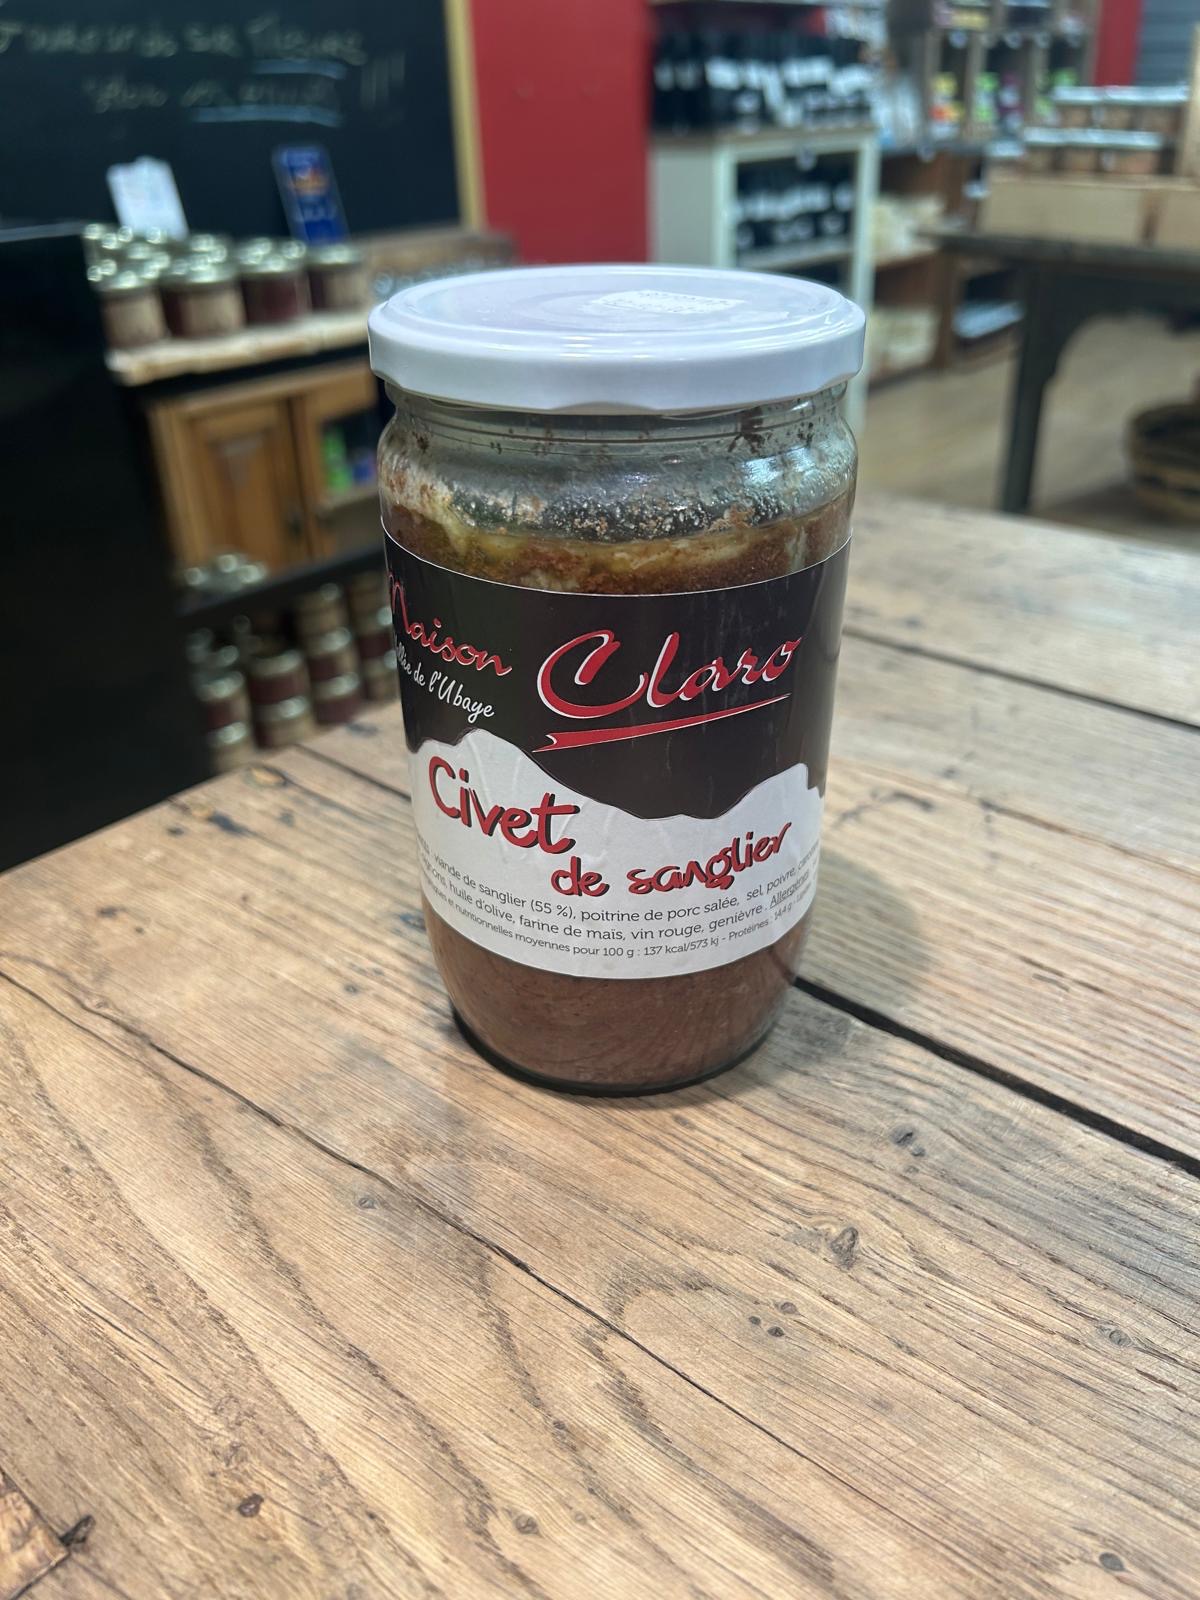 Maison
Claro
de l'Ubaye
Civet
de sanglier
viande de sanglier (55 %), poitrine de porc salée, sel, poivre,
huile d'olive, farine de maïs, vin rouge, genièvre. Allergènes
et nutritionnelles moyennes pour 100 g : 137 kcal/573 kj - Protéines : 14,4 g -